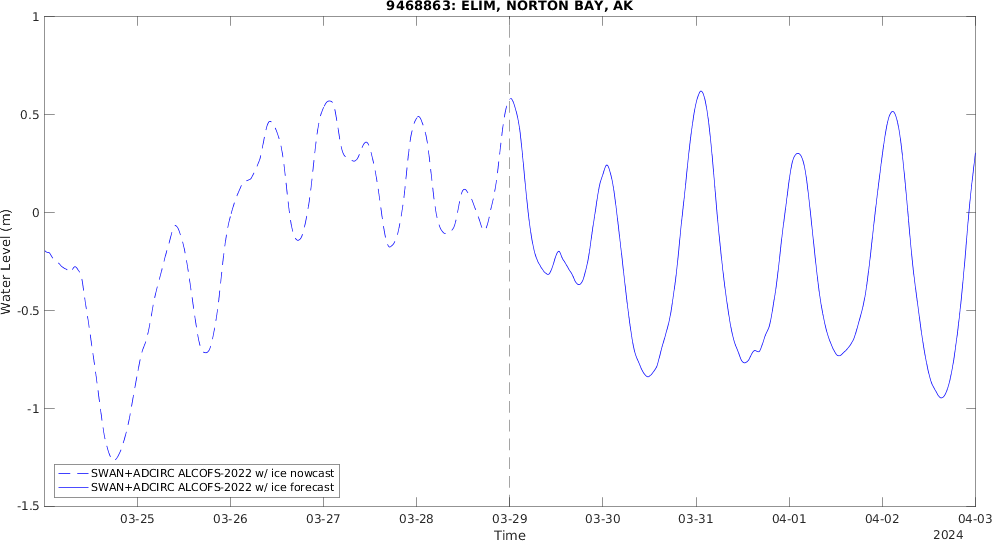 9468863: ELIM, NORTON BAY, AK
Water Level (m)
1
0.5
0
-0.5
-1
-1.5
SWAN+ADCIRC ALCOFS-2022 w/ ice nowcast
SWAN+ADCIRC ALCOFS-2022 w/ ice forecast
03-25 03-26 03-27 03-28 03-29 03-30 03-31 04-01 04-02 04-03
Time
2024